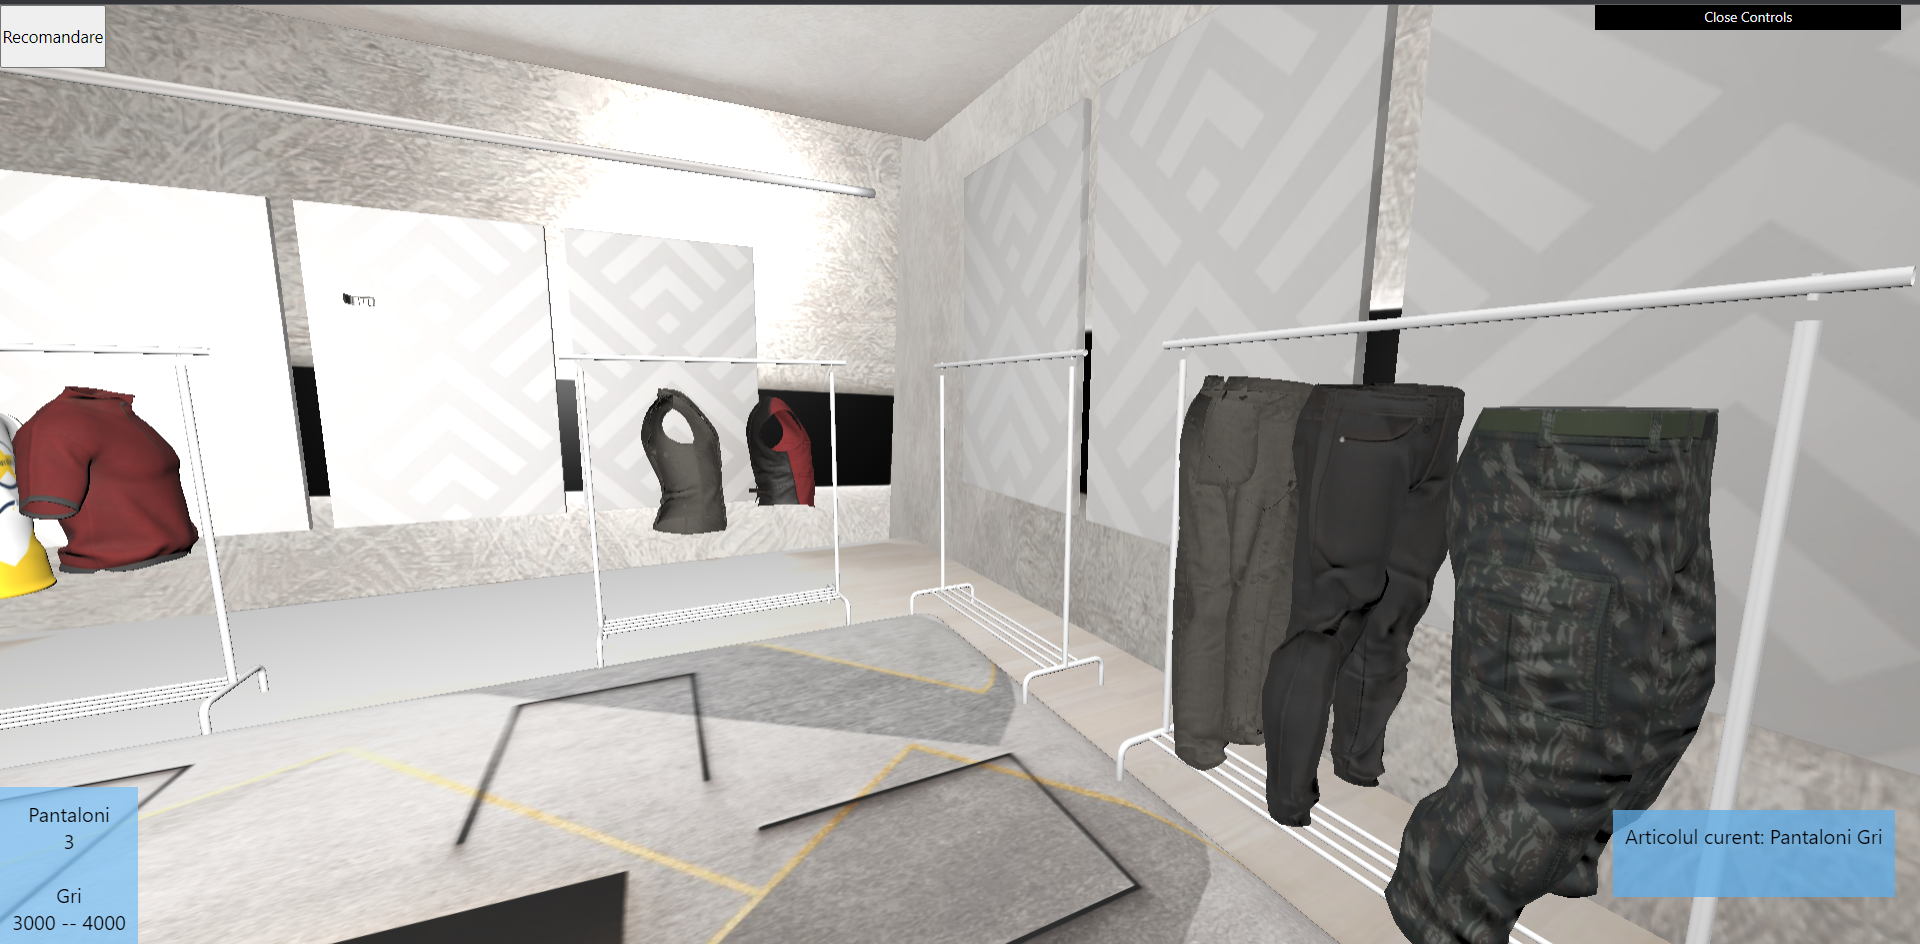 Recomandare
Close Controls
Pantaloni
3
Gri
3000 -- 4000
Articolul curent: Pantaloni Gri